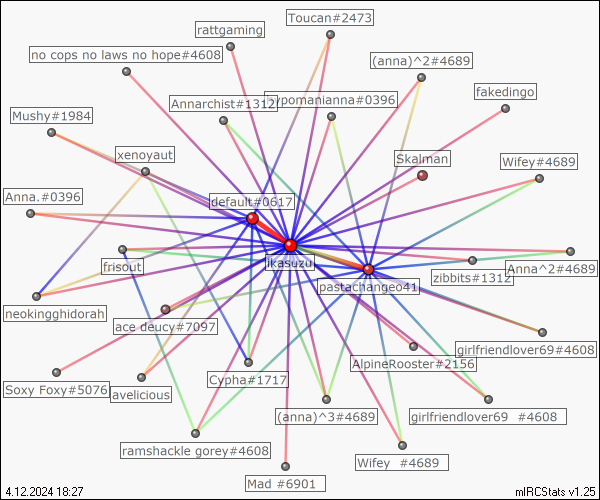 Toucan#2473
rattgaming
no cops no laws no hope#4608
(anna)^2#4689
fakedingo
Annarchist#1312
hypomanianna#0396
Mushy#1984
xenoyaut
Skalman
Wifey#4689
Anna.#0396
default#0617
ikasuzu
frisout
zibbits#1312
Anna^2#4689
pastachange041
neokingghidorah
ace deucy#7097
girlfriendlover69#4608
AlpineRooster#2156
Soxy Foxy#5076
avelicious
Cypha#1717
(anna)^3#4689
girlfriendlover69 #4608
ramshackle gorey#4608
Wifey #4689
Mad #6901
4.12.2024 18:27
mIRCStats v1.25